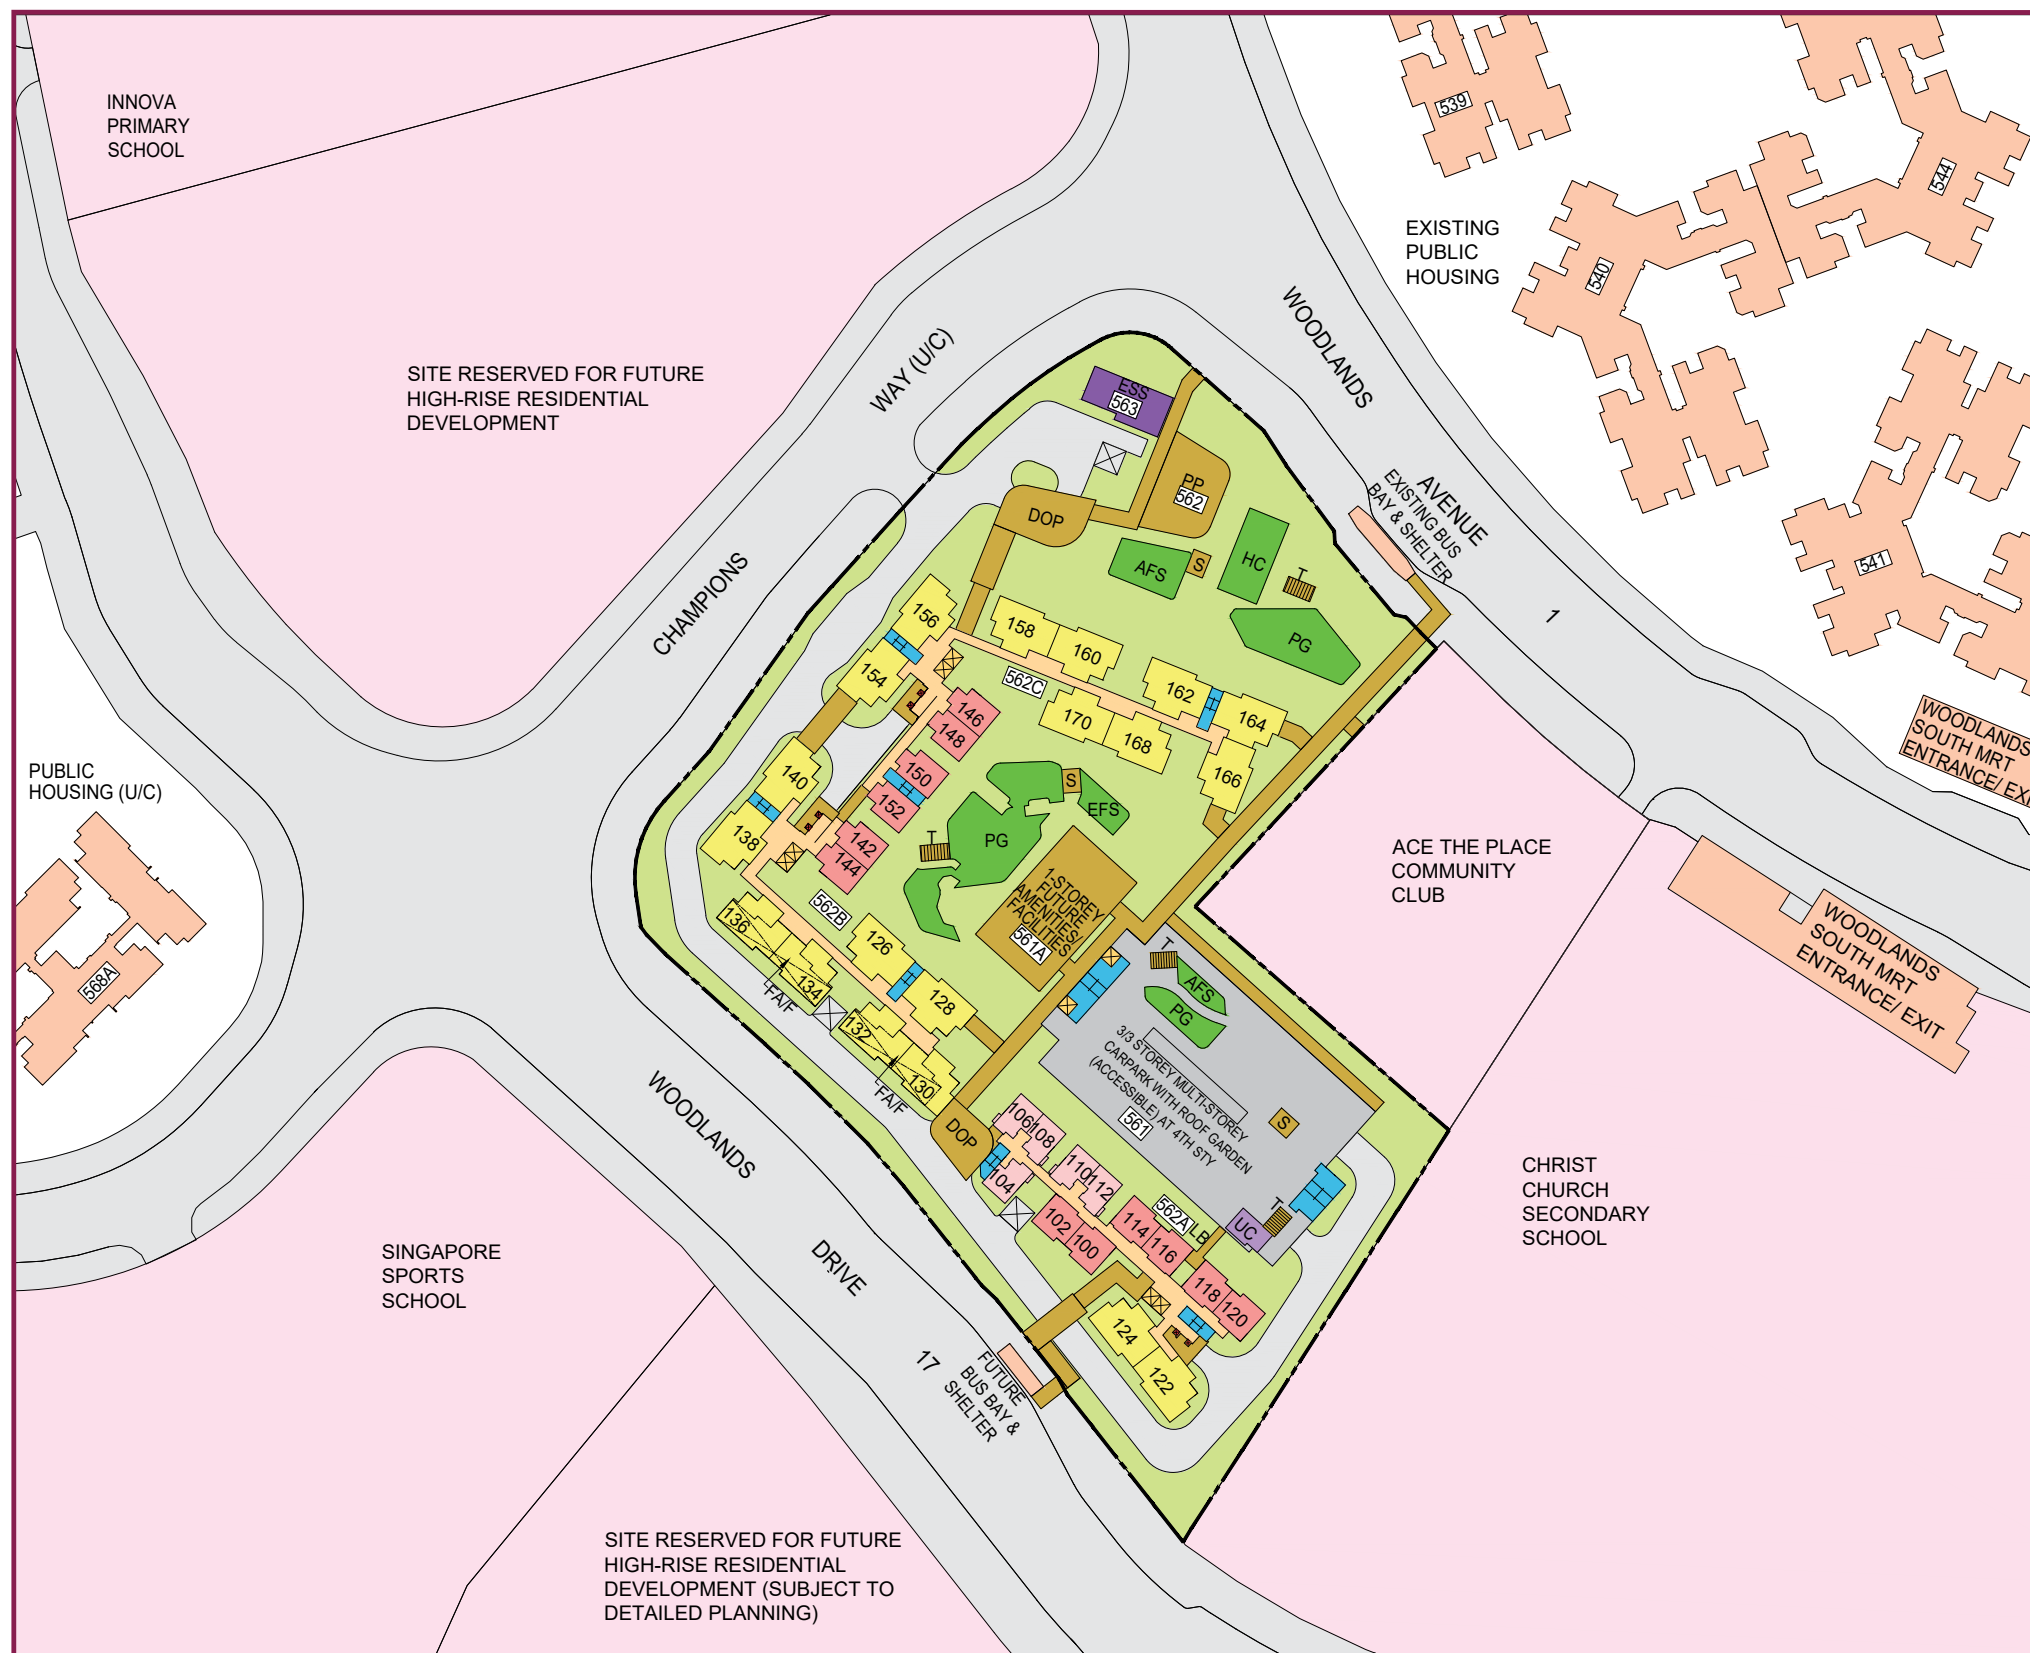 INNOVA
PRIMARY
SCHOOL
539
544
EXISTING
PUBLIC
HOUSING
540
WOODLANDS
AVENUE
1
SITE RESERVED FOR FUTURE
HIGH-RISE RESIDENTIAL
DEVELOPMENT
WAY (U/C)
CHAMPIONS
ESS
563
PP
562
DOP
EXISTING BUS
BAY & SHELTER
541
AFS
S
HC
T
PG
156
158
160
154
562C
162
164
146
148
170
168
166
WOODLANDS
SOUTH MRT
ENTRANCE/ EXI
PUBLIC
HOUSING (U/C)
140
150
152
138
142
144
S
EFS
PG
T
136
562B
126
134
FA/F
128
132
130
FA/F
1-STOREY
FUTURE
AMENITIES/
FACILITIES
561A
ACE THE PLACE
COMMUNITY
CLUB
WOODLANDS
SOUTH MRT
ENTRANCE/ EXIT
568A
T
AFS
PG
3/3 STOREY MULTI-STOREY
CARPARK WITH ROOF GARDEN
(ACCESSIBLE) AT 4TH STY
561
S
WOODLANDS
DRIVE
17
DOP
106
108
110
112
104
102
100
114
116
562A
LB
UC
T
118
120
124
122
CHRIST
CHURCH
SECONDARY
SCHOOL
SINGAPORE
SPORTS
SCHOOL
FUTURE
BUS BAY &
SHELTER
SITE RESERVED FOR FUTURE
HIGH-RISE RESIDENTIAL
DEVELOPMENT (SUBJECT TO
DETAILED PLANNING)